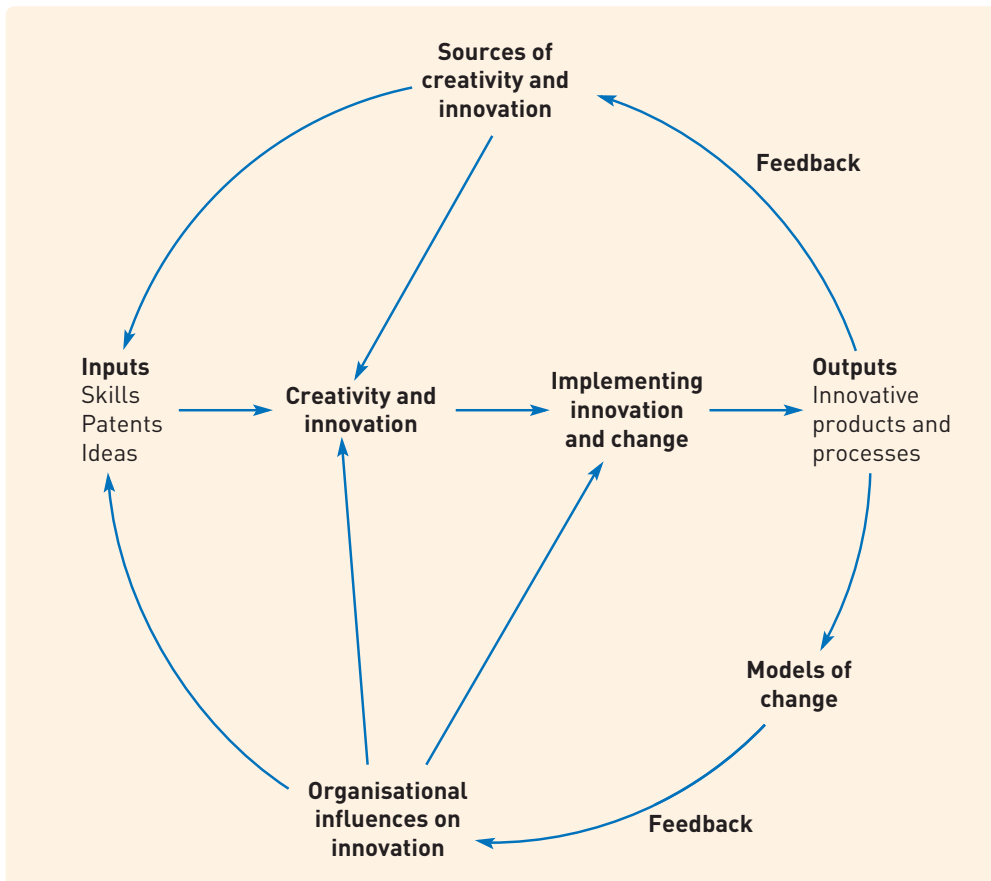 Sources of
creativity and
innovation
Feedback
Inputs
Skills
Patents
Ideas
Creativity and
innovation
Implementing
innovation
and change
Outputs
Innovative
products and
processes
Models of
change
Organisational
influences on
innovation
Feedback